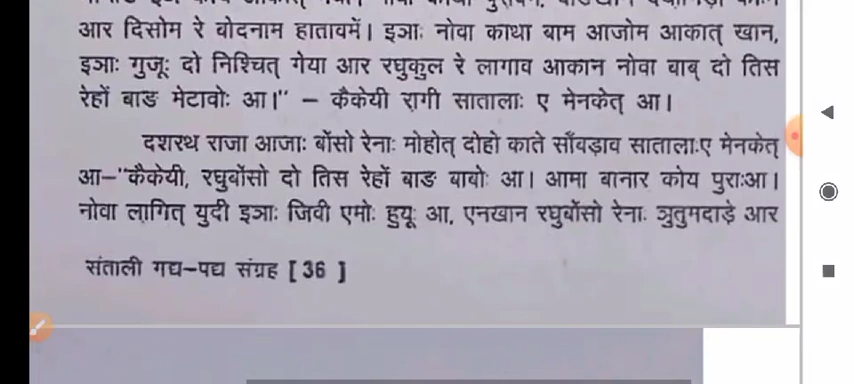 आर दिसोम रे बोदनाम हातावमें। इञाः नोवा काथा बाम आजोम आकात् खान,
इञाः गुजूः दो निश्चित् गेया आर रघुकुल रे लागाव आकान नोवा बाब् दो तिस
रेहों बाङ मेटावोः आ।" – कैकेयी रागी सातालाः ए मेनकेत् आ।
दशरथ राजा आजाः बोंसो रेनाः मोहोत् दोहो काते साँवड़ाव सातालाःए मेनकेत्
आ–"कैकेयी, रघुबोंसो दो तिस रेहों बाङ बाबोः आ। आमा बानार कोय पुराःआ।
नोवा लागित् युदी इञाः जिवी एमोः हुयूः आ, एनखान रघुबोंसो रेनाः ञुतुमदाड़े आर
संताली गद्य–पद्य संग्रह [ 36 ]